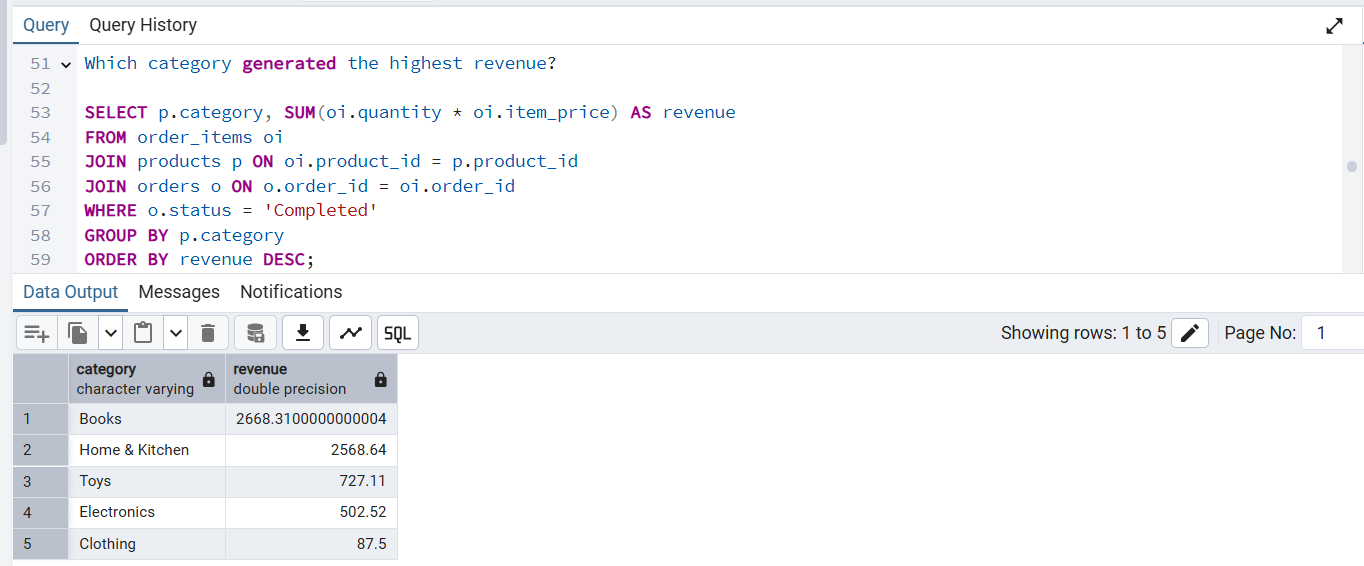 Query Query History
51 Which category generated the highest revenue?
52
53 SELECT p.category, SUM(oi.quantity * oi.item_price) AS revenue
54 FROM order_items oi
55 JOIN products p ON oi.product_id = p.product_id
56 JOIN orders o ON o.order_id = oi.order_id
57 WHERE o.status = 'Completed'
58 GROUP BY p.category
59 ORDER BY revenue DESC;
Data Output Messages Notifications
SQL Showing rows: 1 to 5 Page No: 1
category revenue
character varying double precision
1 Books 2668.3100000000004
2 Home & Kitchen 2568.64
3 Toys 727.11
4 Electronics 502.52
5 Clothing 87.5